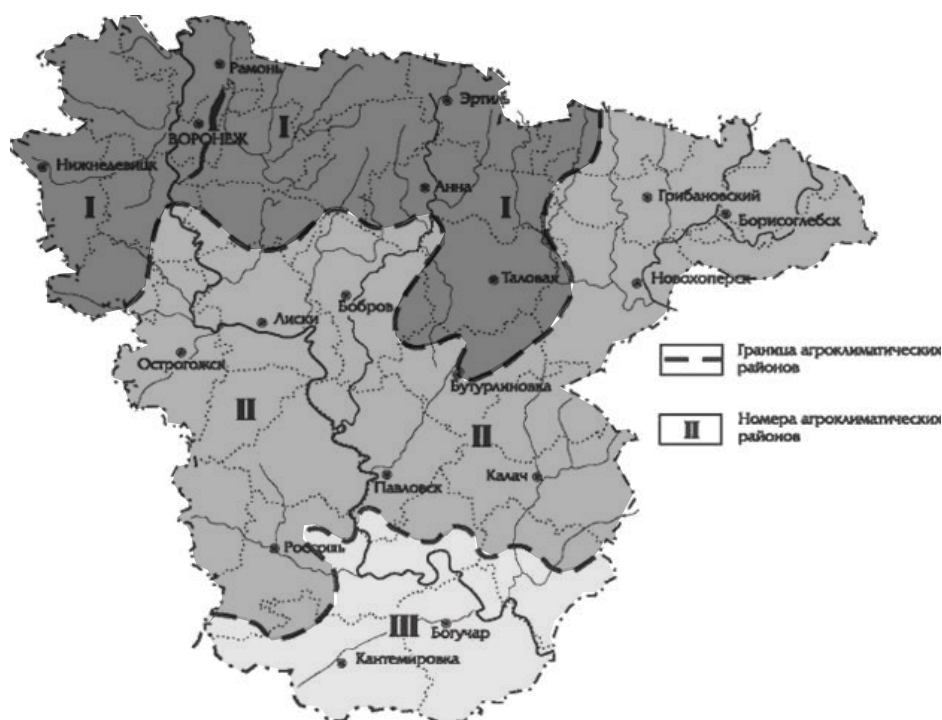 Рамонь
Эртиль
I
ВОРОНЕЖ
Нижнедевицк
Анна
I
I
Грибановский
Борисоглебск
Таловая
Новохоперск
Бобров
Лиски
Острогожск
Граница агроклиматических
районов
Бутурлиновка
II
II
II
Номера агроклиматических
районов
Павловск
Калач
Россошь
III
Богучар
Кантемировка